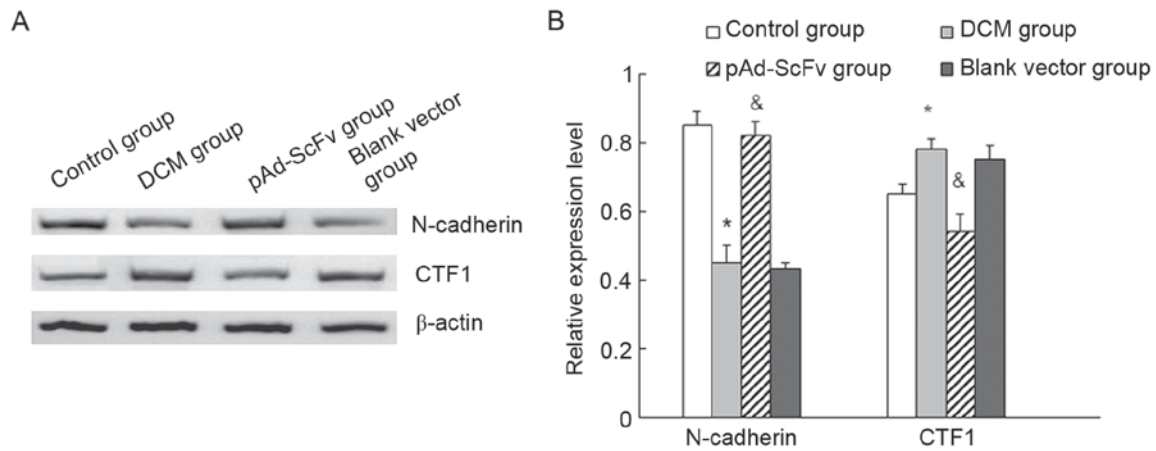 A
Control group
DCM group
pAd-ScFv group
Blank vector
group
N-cadherin
CTF1
β-actin
B
Control group
DCM group
pAd-ScFv group
Blank vector group
Relative expression level
1
0.8
0.6
0.4
0.2
0
*
&
*
&
N-cadherin
CTF1